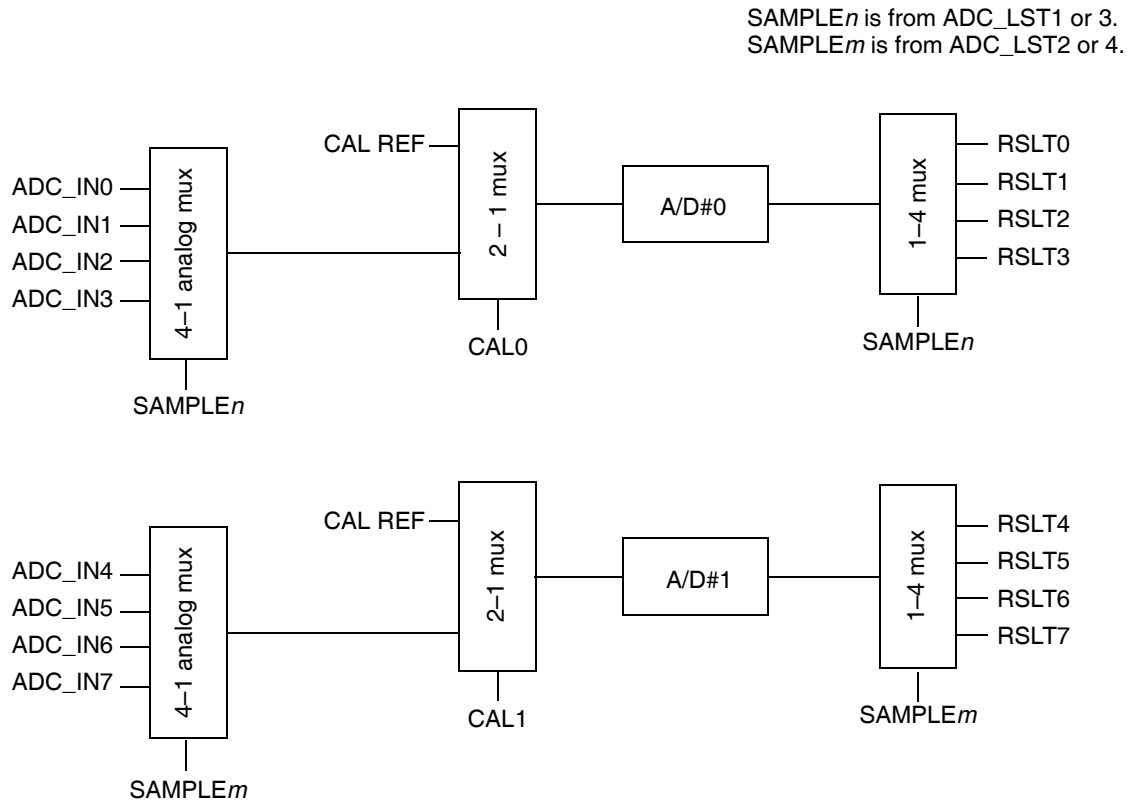 SAMPLEn is from ADC_LST1 or 3.
SAMPLEm is from ADC_LST2 or 4.
CAL REF
2 – 1 mux
1–4 mux
RSLT0
RSLT1
RSLT2
RSLT3
ADC_IN0
ADC_IN1
ADC_IN2
ADC_IN3
4–1 analog mux
A/D#0
CAL0
SAMPLEn
SAMPLEn
CAL REF
2–1 mux
1–4 mux
RSLT4
RSLT5
RSLT6
RSLT7
ADC_IN4
ADC_IN5
ADC_IN6
ADC_IN7
4–1 analog mux
A/D#1
CAL1
SAMPLEm
SAMPLEm